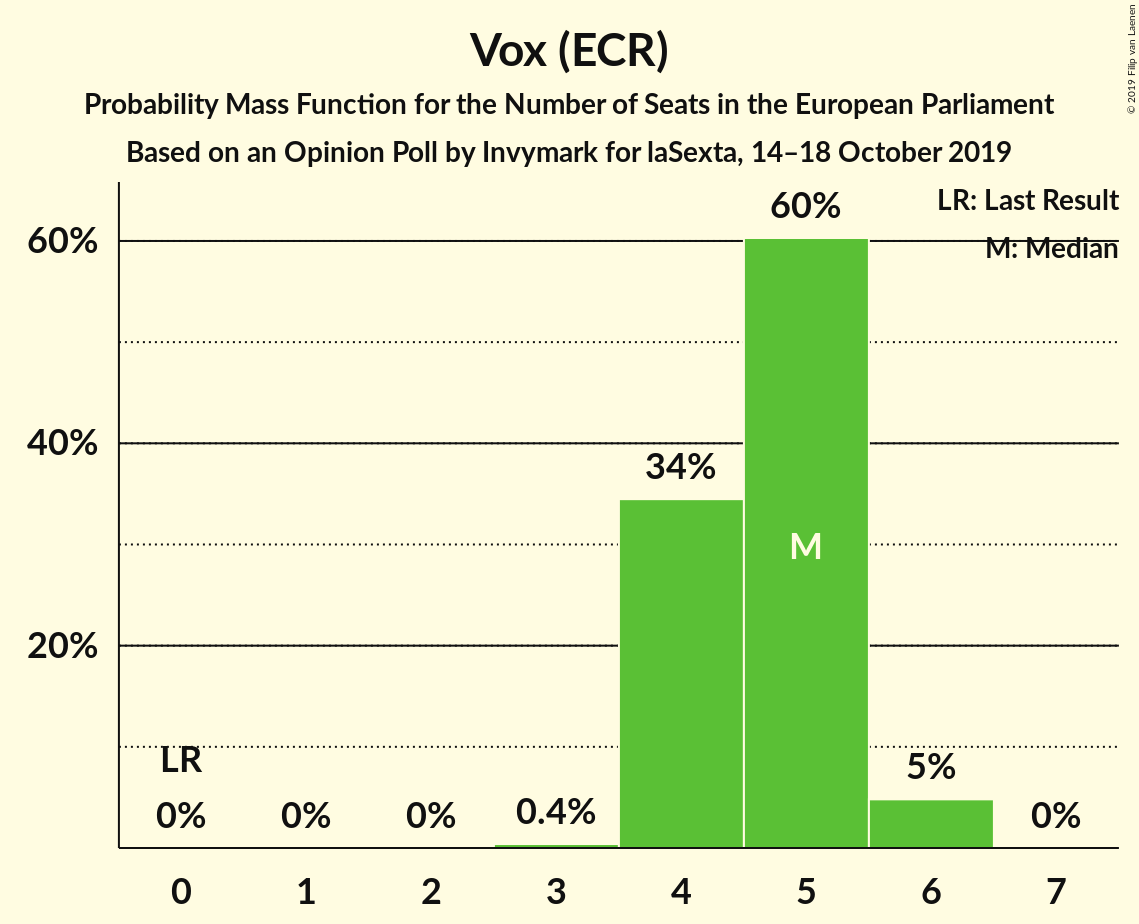 Vox (ECR)
Probability Mass Function for the Number of Seats in the European Parliament
Based on an Opinion Poll by Invymark for laSexta, 14–18 October 2019
© 2019 Filip van Laenen
LR: Last Result
M: Median
60%
40%
20%
60%
34%
M
LR
0%
0%
0%
0.4%
5%
0%
0
1
2
3
4
5
6
7